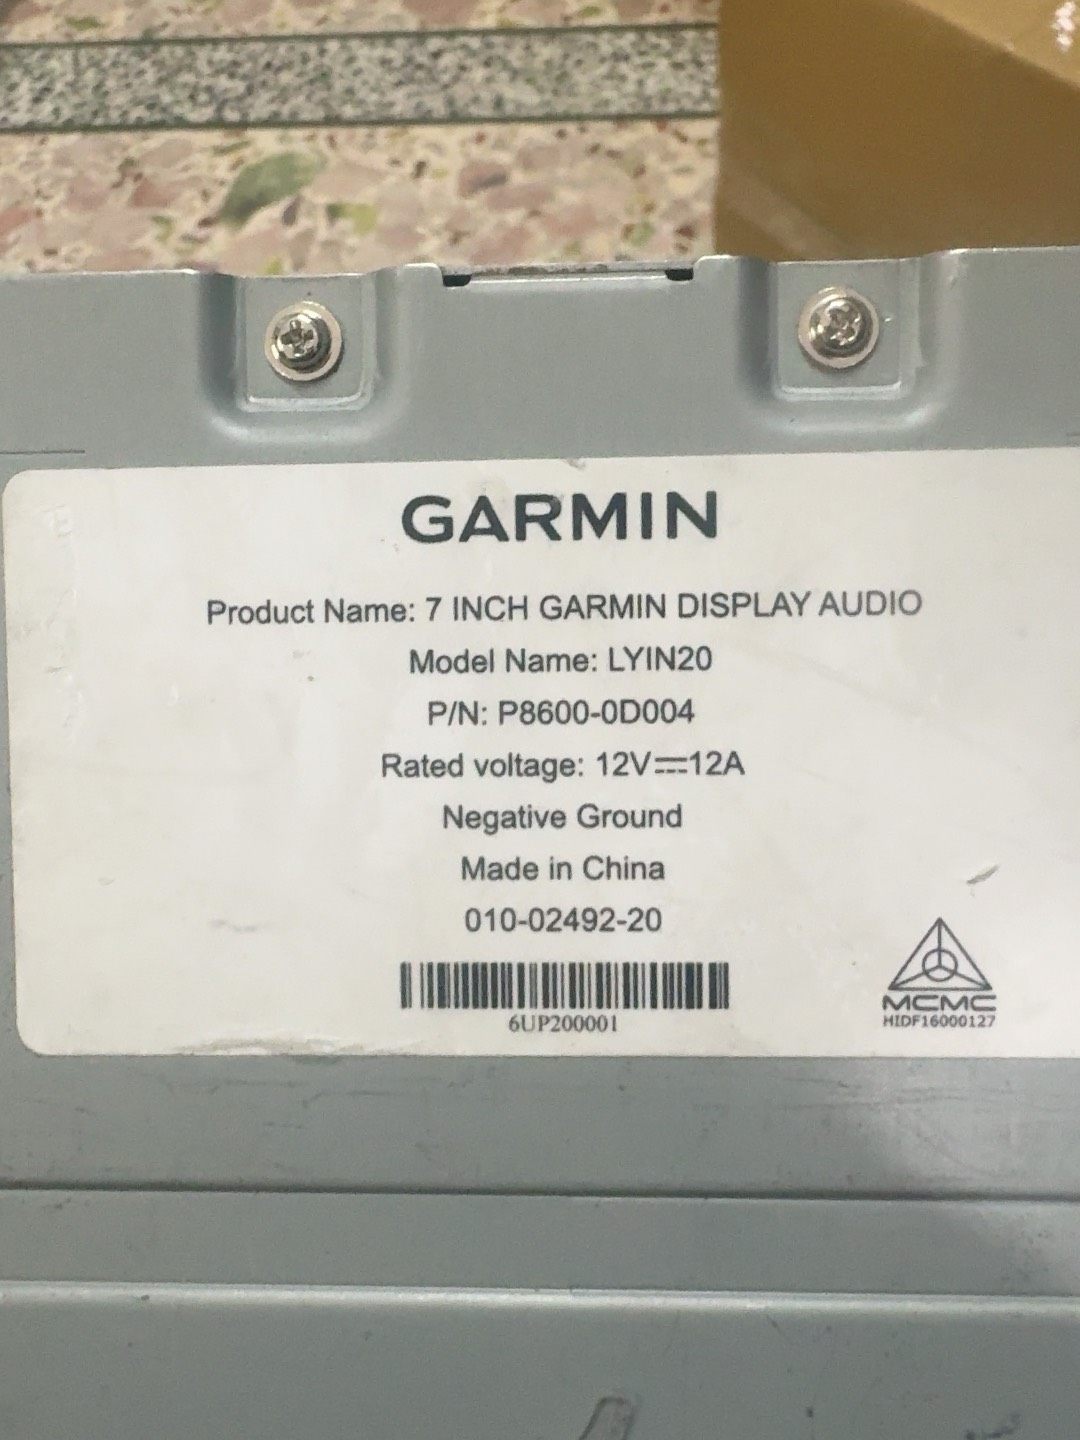 GARMIN
Product Name: 7 INCH GARMIN DISPLAY AUDIO
Model Name: LYIN20
P/N: P8600-0D004
Rated voltage: 12V⎓12A
Negative Ground
Made in China
010-02492-20
6UP200001
MCMC
HIDF16000127